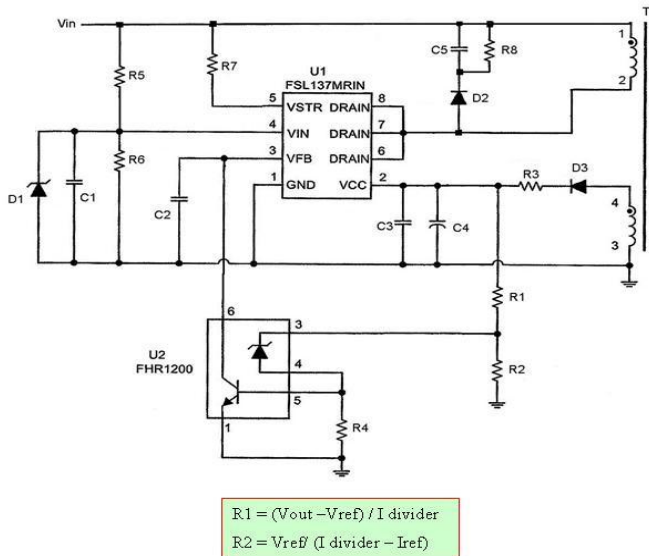 Vin
T
R5
R7
C5
R8
1
2
U1
FSL137MRIN
5 VSTR DRAIN 8
4 VIN DRAIN 7
3 VFB DRAIN 6
1 GND VCC 2
D2
R6
D1
C1
C2
R3
D3
4
3
C3
C4
R1
6
3
U2
FHR1200
4
5
R2
1
R4
R1 = (Vout –Vref) / I divider
R2 = Vref/ (I divider – Iref)